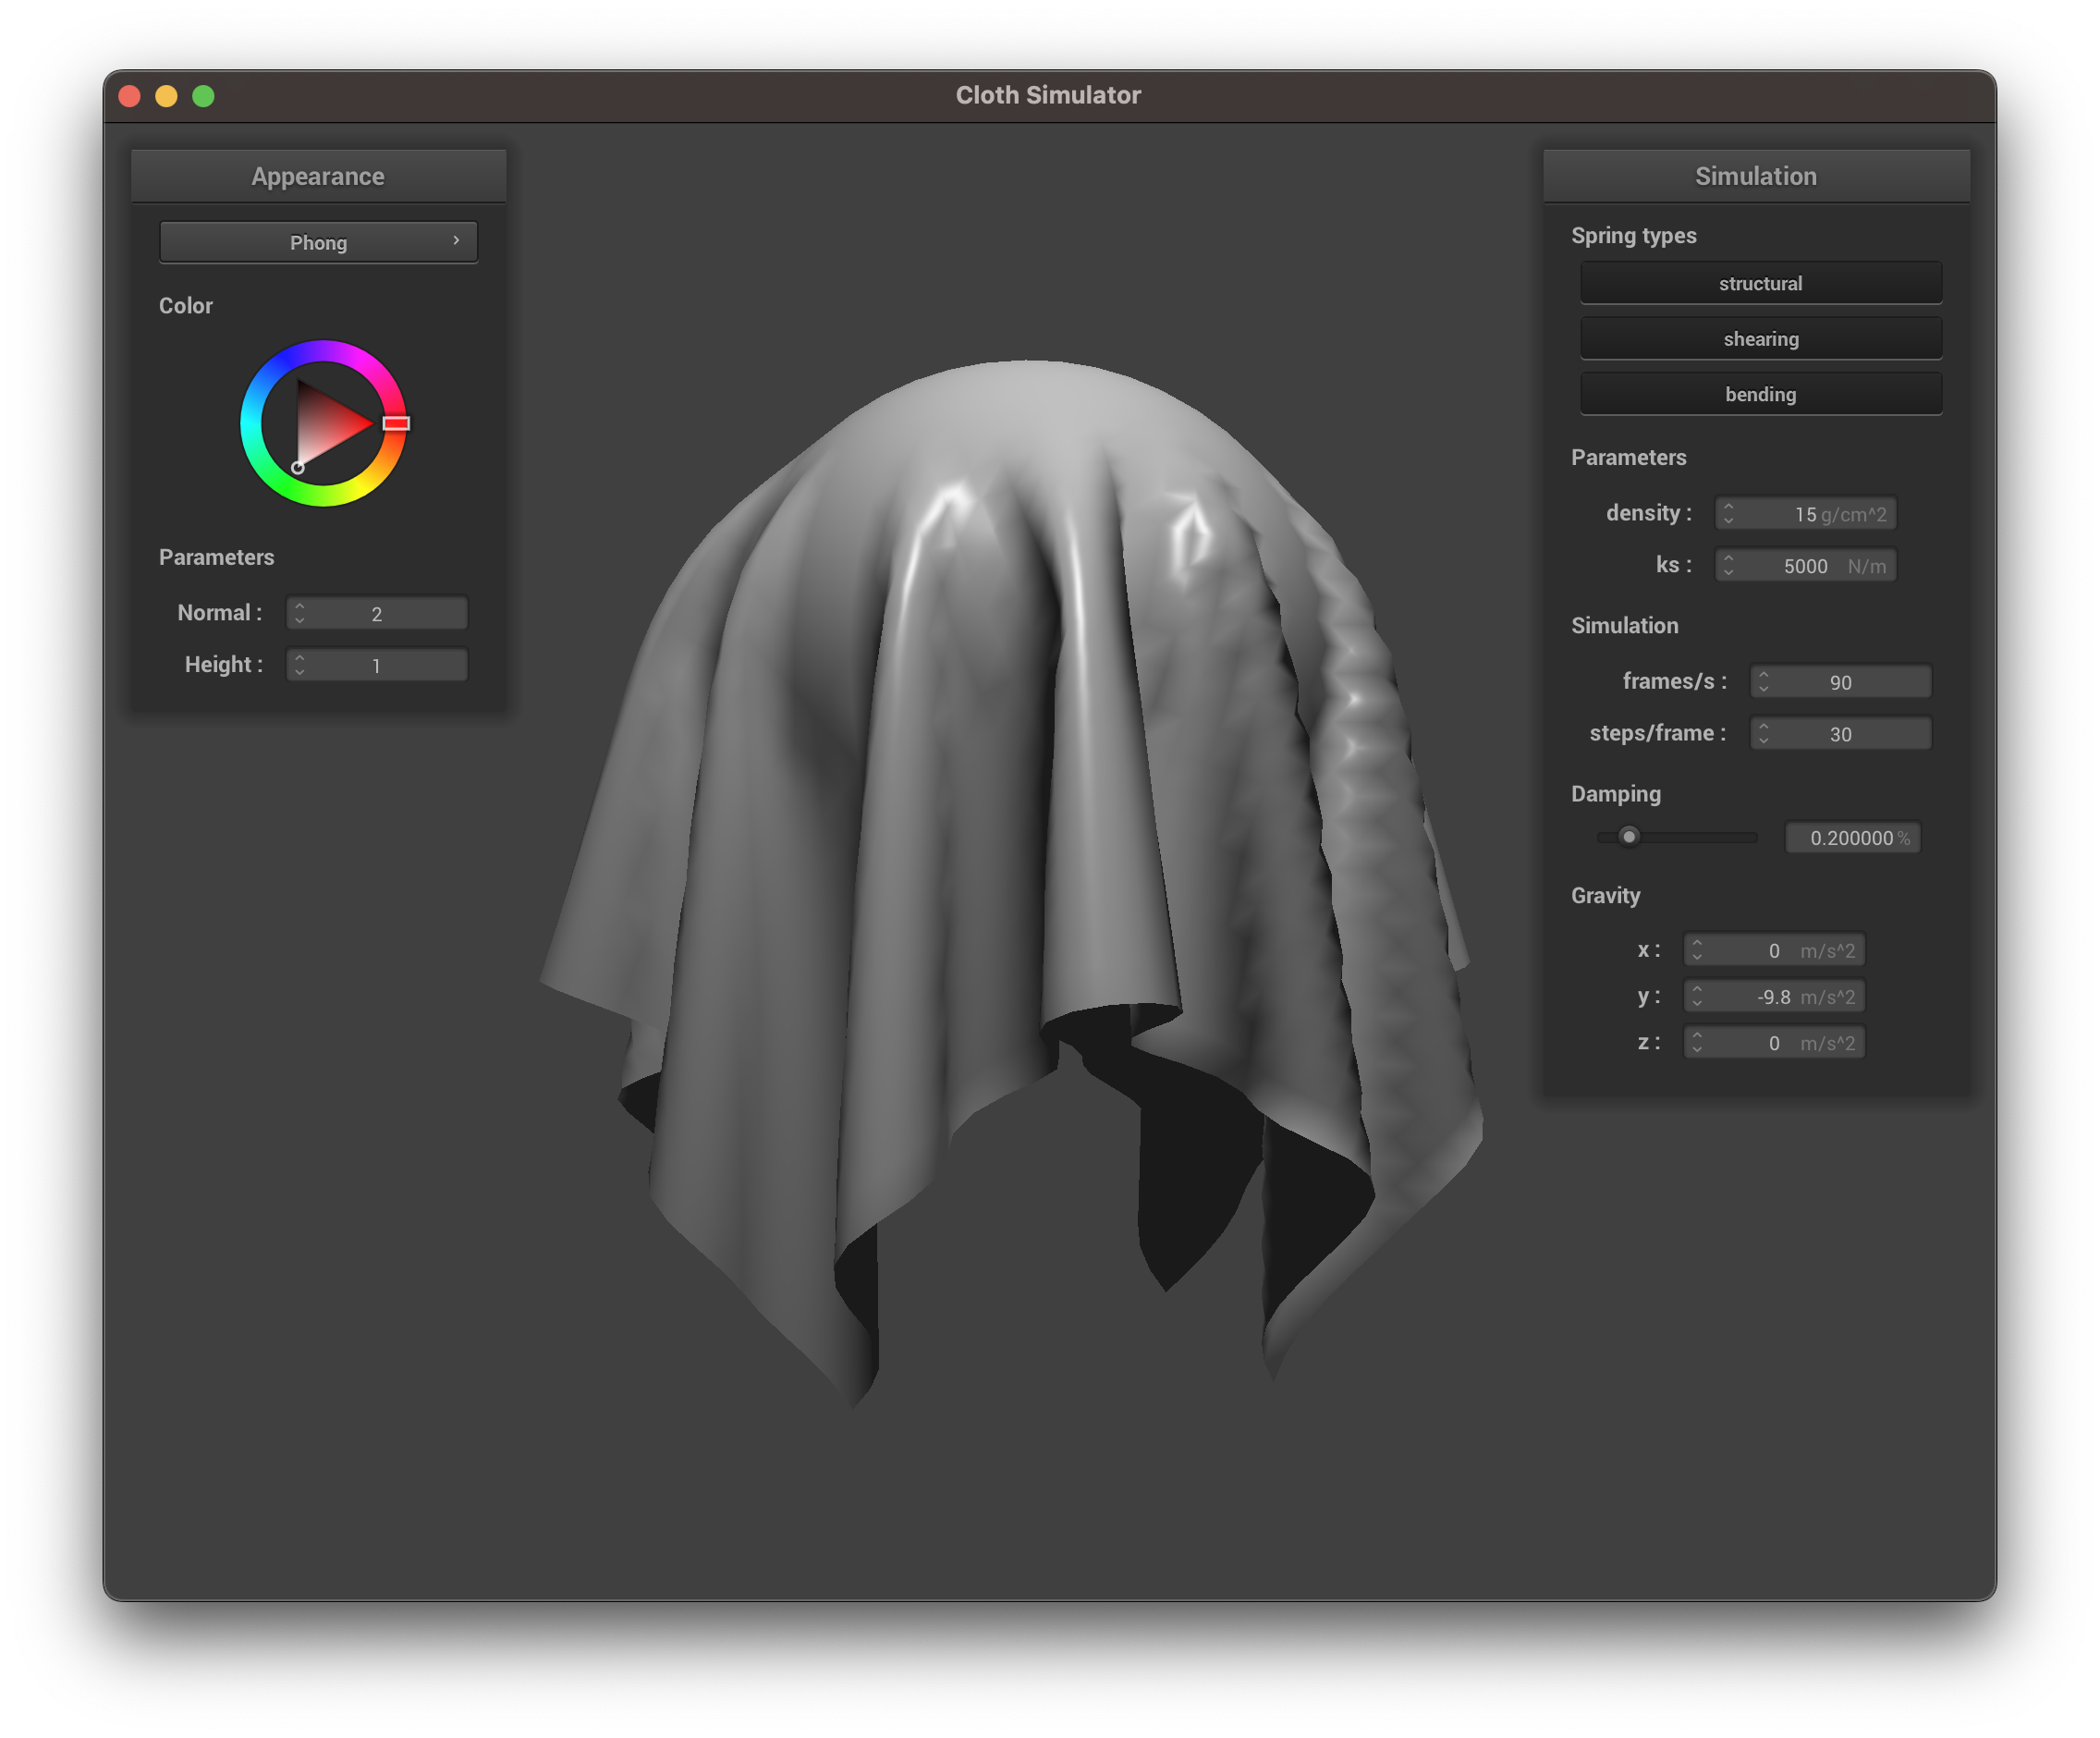 Cloth Simulator
Appearance
Phong
Color
Parameters
Normal : 2
Height : 1
Simulation
Spring types
structural
shearing
bending
Parameters
density : 15 g/cm^2
ks : 5000 N/m
Simulation
frames/s : 90
steps/frame : 30
Damping
0.200000 %
Gravity
x : 0 m/s^2
y : -9.8 m/s^2
z : 0 m/s^2